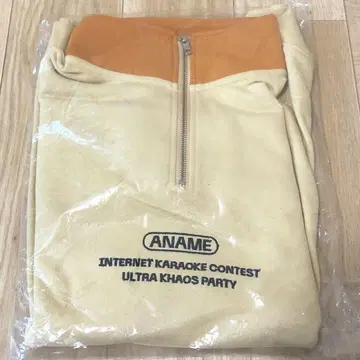 ANAME
INTERNET KARAOKE CONTEST
ULTRA KHAOS PARTY